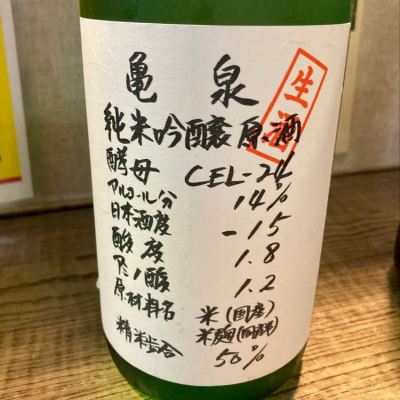 亀泉
生酒
純米吟醸原酒
酵母 CEL-24
アルコール分 14%
日本酒度 -15
酸度 1.8
アミノ酸 1.2
原材料名 米(国産)
米麹(国産米)
精米歩合 50%